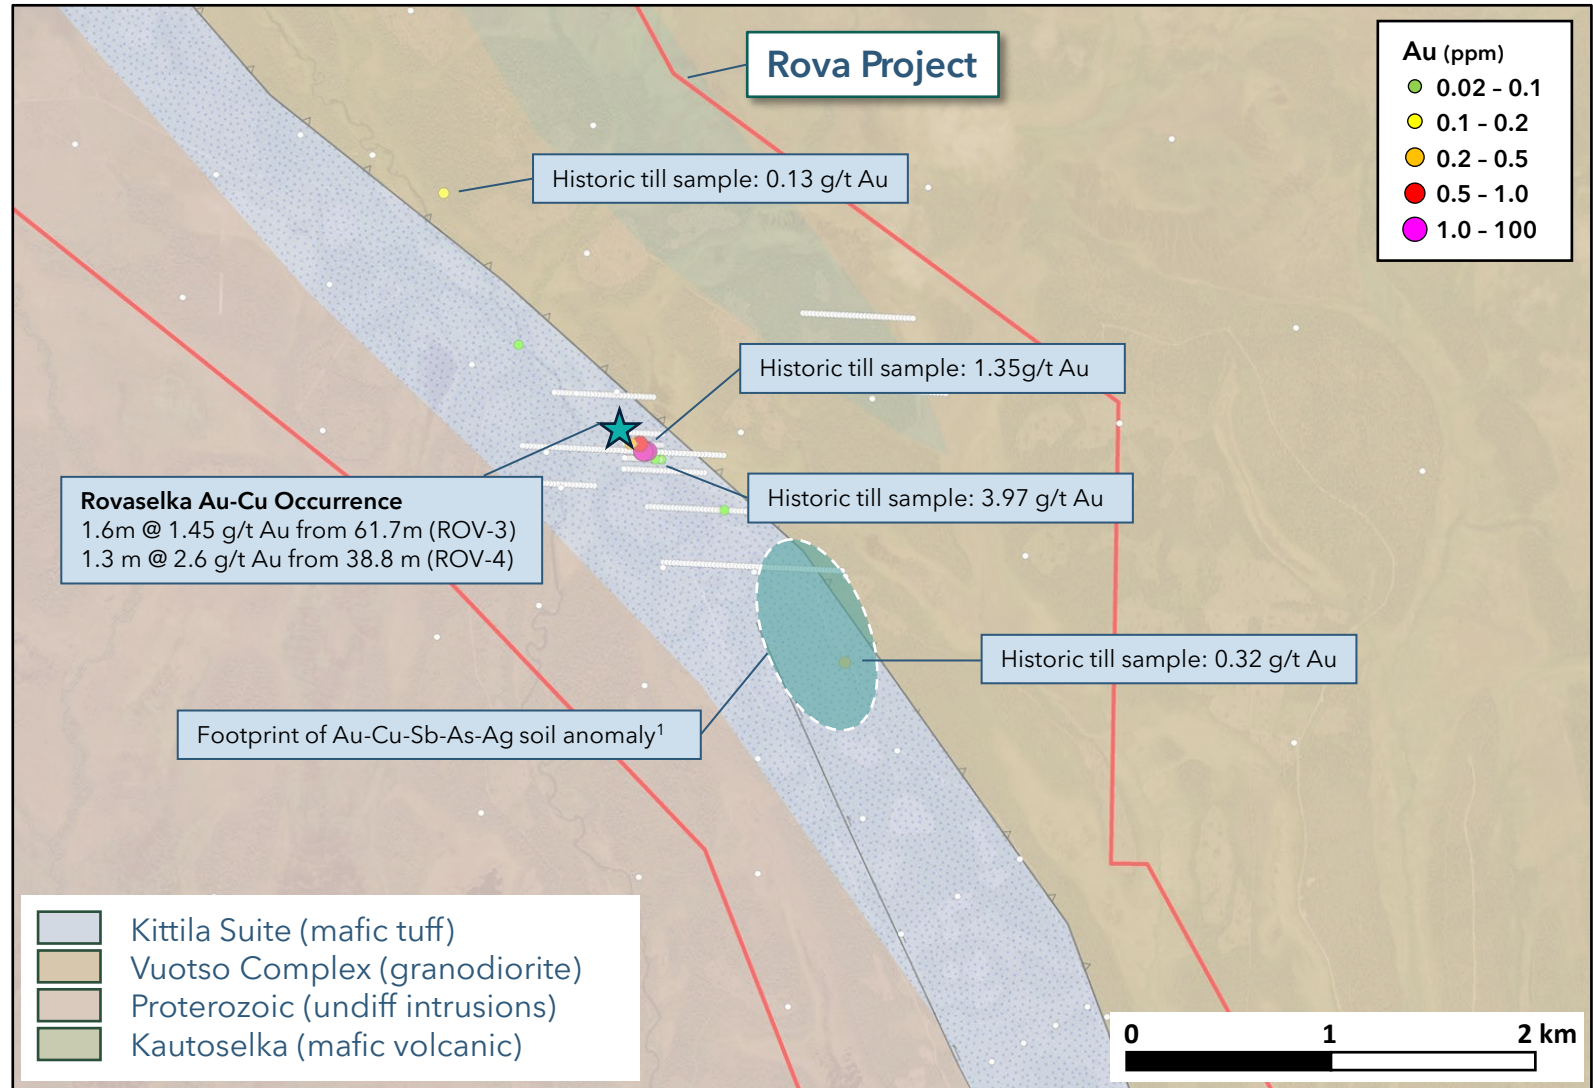 Rova Project
Au (ppm)
0.02 – 0.1
0.1 – 0.2
0.2 – 0.5
0.5 – 1.0
1.0 – 100
Historic till sample: 0.13 g/t Au
Historic till sample: 1.35g/t Au
Historic till sample: 3.97 g/t Au
Rovaselka Au-Cu Occurrence
1.6m @ 1.45 g/t Au from 61.7m (ROV-3)
1.3 m @ 2.6 g/t Au from 38.8 m (ROV-4)
Historic till sample: 0.32 g/t Au
Footprint of Au-Cu-Sb-As-Ag soil anomaly¹
Kittila Suite (mafic tuff)
Vuotso Complex (granodiorite)
Proterozoic (undiff intrusions)
Kautoselka (mafic volcanic)
0 1 2 km